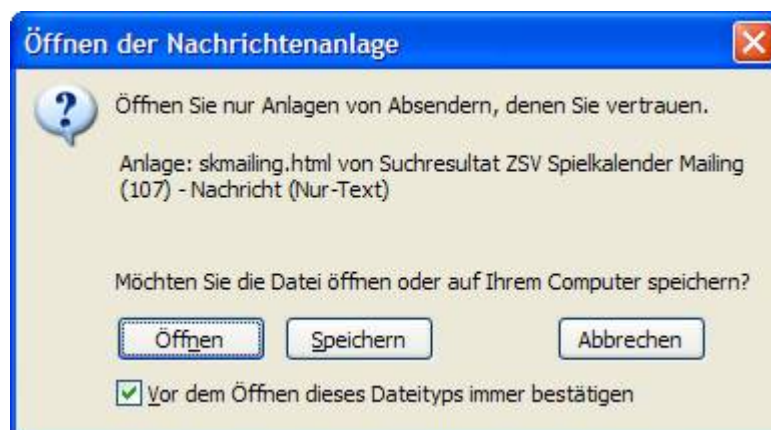 Öffnen der Nachrichtenanlage
Öffnen Sie nur Anlagen von Absendern, denen Sie vertrauen.
Anlage: skmailing.html von Suchresultat ZSV Spielkalender Mailing
(107) - Nachricht (Nur-Text)
Möchten Sie die Datei öffnen oder auf Ihrem Computer speichern?
Öffnen Speichern Abbrechen
Vor dem Öffnen dieses Dateityps immer bestätigen